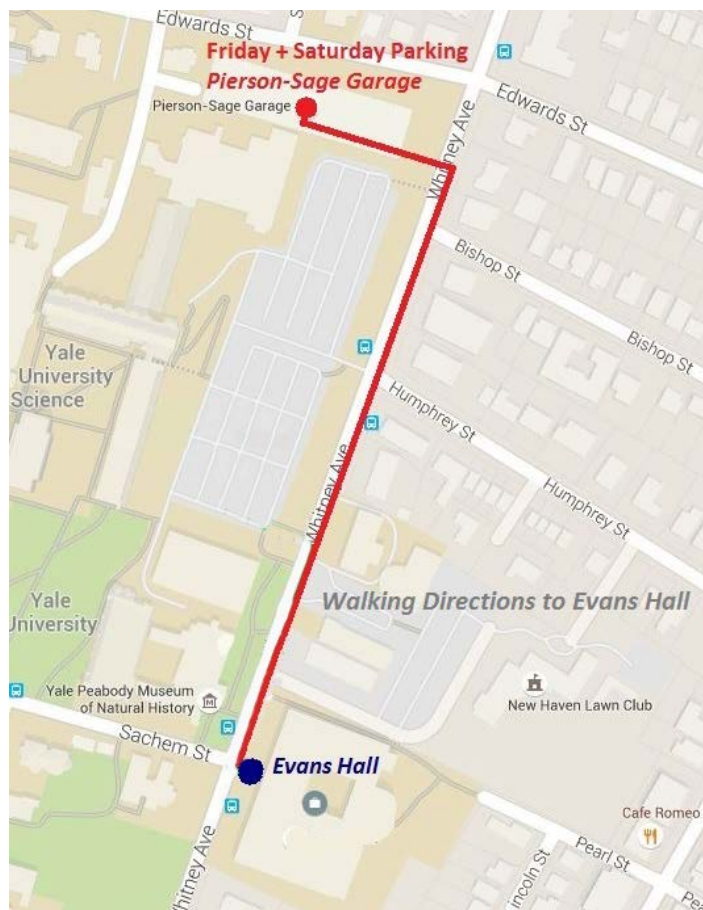 Edwards St
Friday + Saturday Parking
Pierson-Sage Garage
Pierson-Sage Garage
Edwards St
Whitney Ave
Bishop St
Bishop St
Yale
University
Science
Humphrey St
Whitney Ave
Humphrey St
Walking Directions to Evans Hall
Yale
University
Yale Peabody Museum
of Natural History
New Haven Lawn Club
Sachem St
Evans Hall
Cafe Romeo
Whitney Ave
Lincoln St
Pearl St
Pe